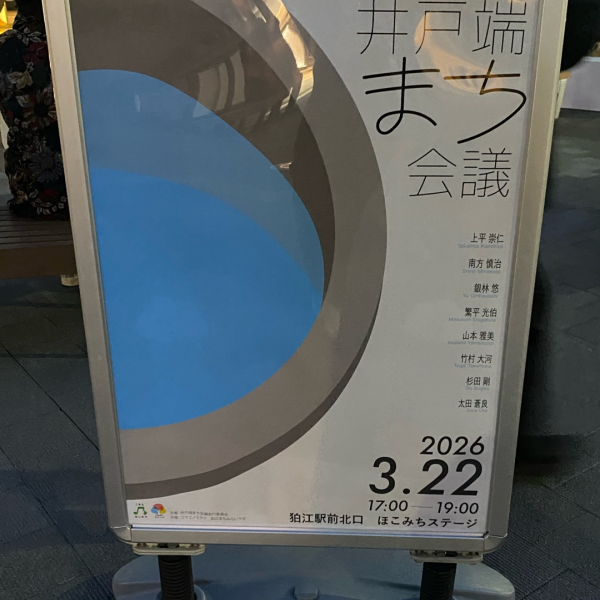 井戸端
まち
会議
上平 崇仁
南方 慎治
銀林 悠
繁平 光伯
山本 雅美
竹村 大河
杉田 剛
太田 蒼良
2026
3.22
17:00 — 19:00
狛江駅前北口 ほこみちステージ